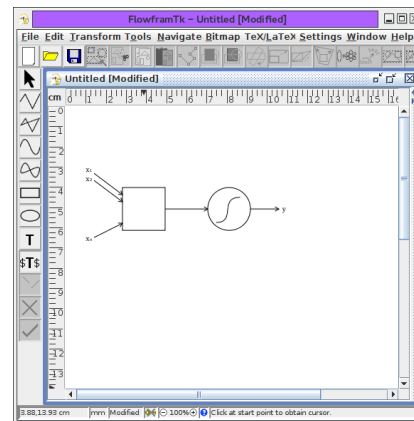 FlowframTk - Untitled [Modified]
File Edit Transform Tools Navigate Bitmap TeX/LaTeX Settings Window Help
Untitled [Modified]
cm 0 1 2 3 4 5 6 7 8 9 10 11 12 13 14 15 16
0
1
2
3
x₁
x₂
4
5
y
T
6
xₙ
$T$
7
8
9
10
11
12
13
3.88,13.93 cm mm Modified 100% ? Click at start point to obtain cursor.